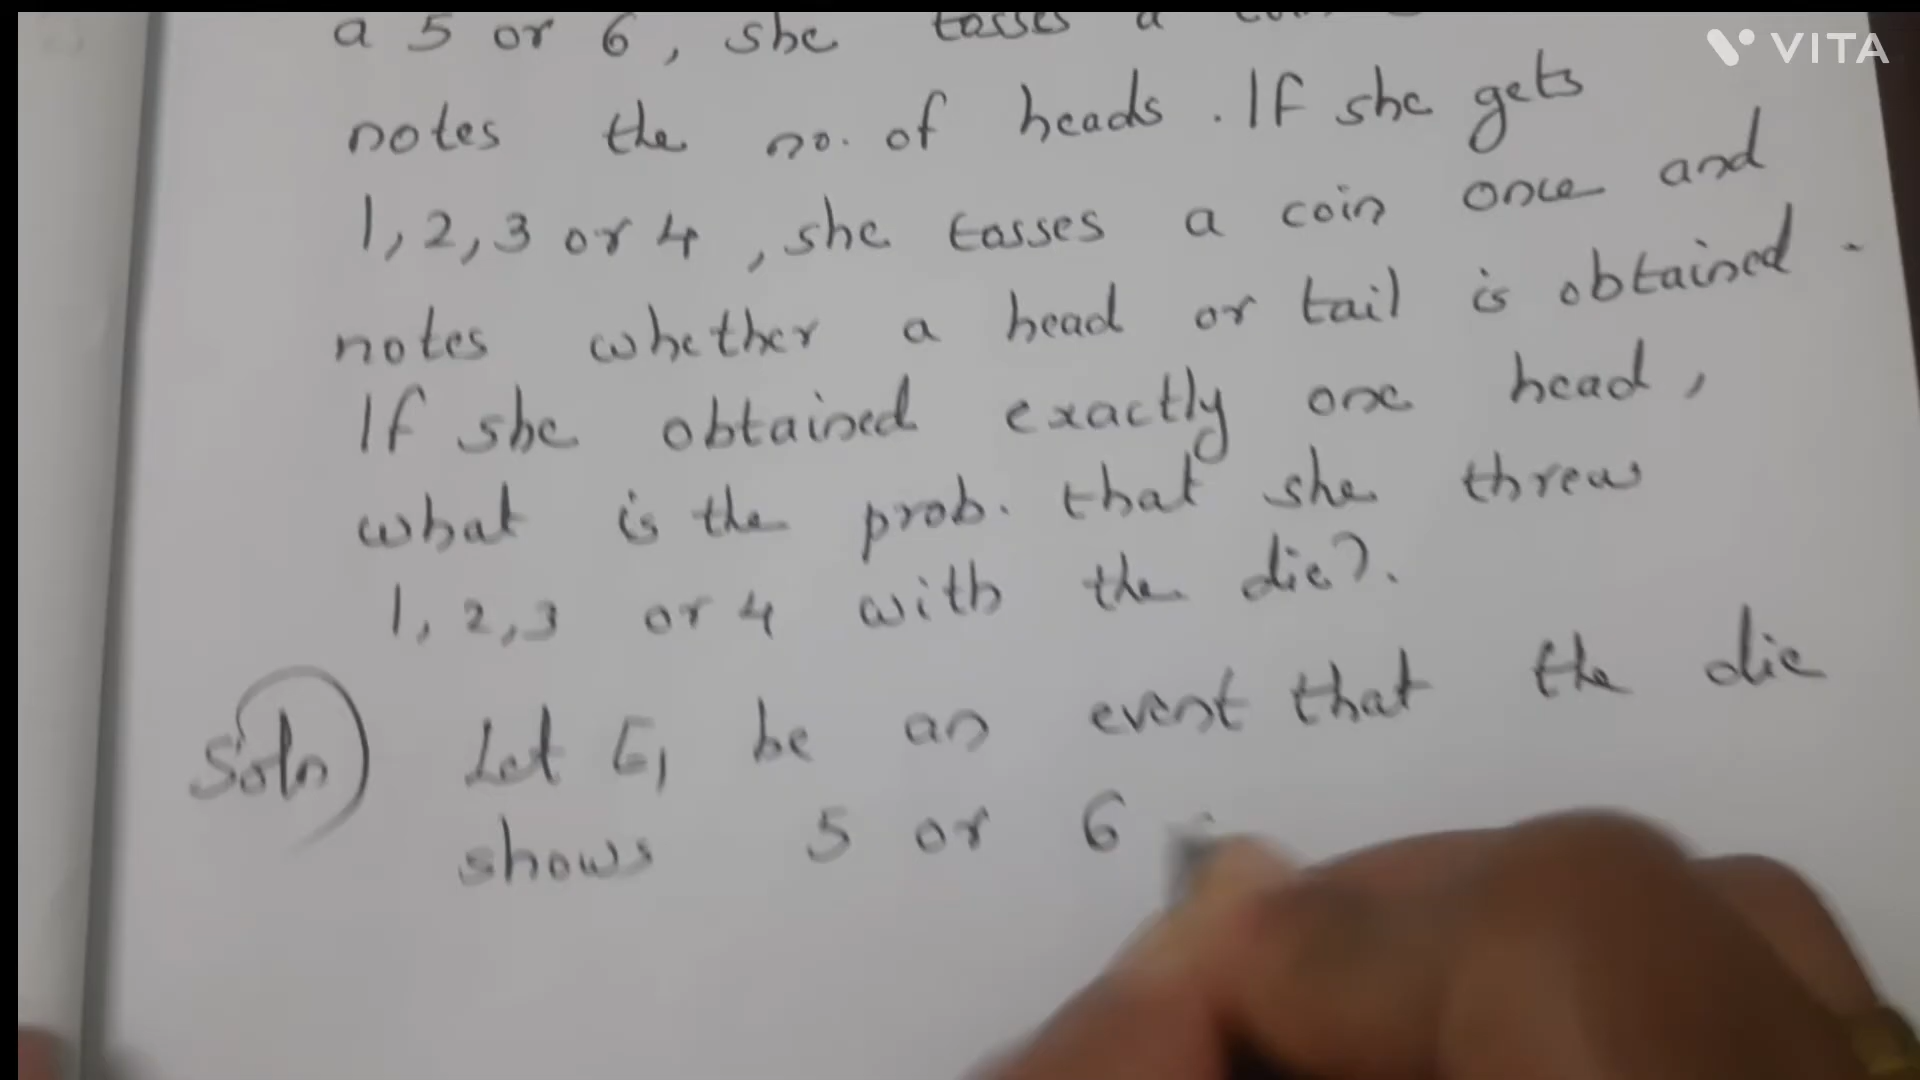 a 5 or 6, she tosses a
VITA
notes the no. of heads. If she gets
1, 2, 3 or 4, she tosses a coin once and
notes whether a head or tail is obtained.
If she obtained exactly one head,
what is the prob. that she threw
1, 2, 3 or 4 with the die?.
Soln) Let E1 be an event that the die
shows 5 or 6